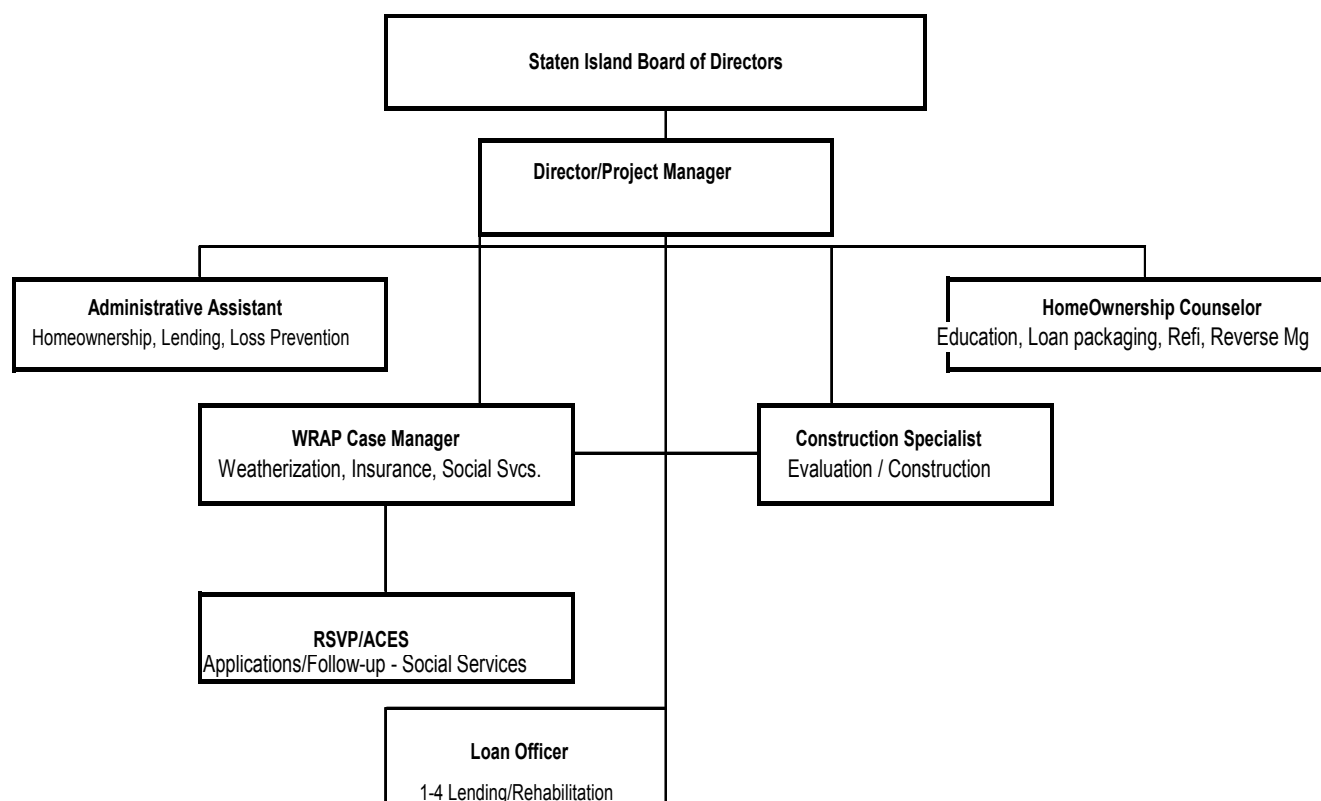 Staten Island Board of Directors
Director/Project Manager
Administrative Assistant
Homeownership, Lending, Loss Prevention
HomeOwnership Counselor
Education, Loan packaging, Refi, Reverse Mg
WRAP Case Manager
Weatherization, Insurance, Social Svcs.
Construction Specialist
Evaluation / Construction
RSVP/ACES
Applications/Follow-up - Social Services
Loan Officer
1-4 Lending/Rehabilitation